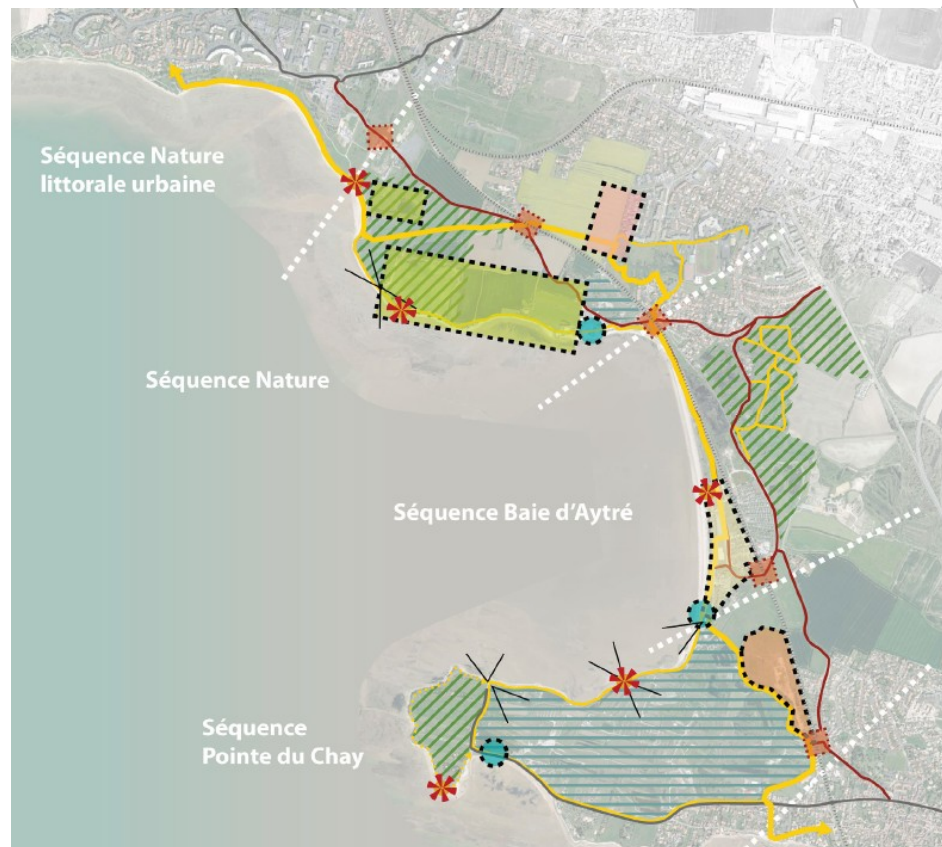 Séquence Nature
littorale urbaine
Séquence Nature
Séquence Baie d'Aytré
Séquence
Pointe du Chay